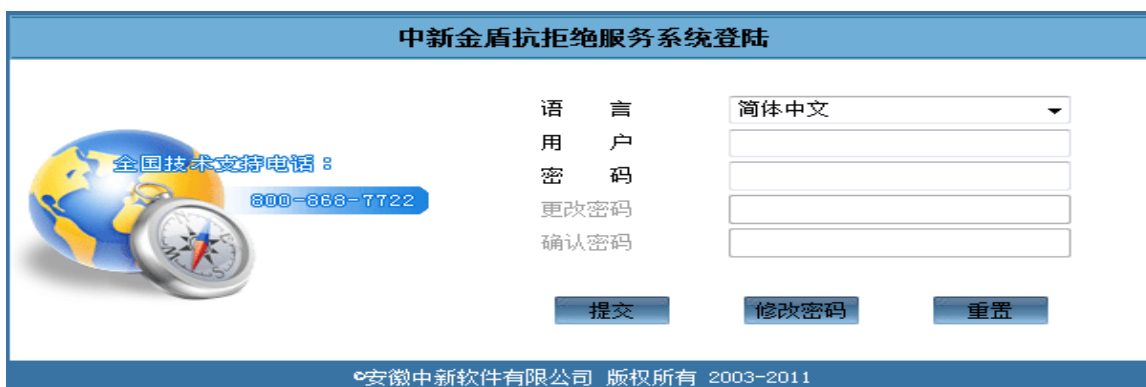 中新金盾抗拒绝服务系统登陆
语 言 简体中文
用 户
密 码
更改密码
确认密码
全国技术支持电话：
800-868-7722
提交 修改密码 重置
©安徽中新软件有限公司 版权所有 2003-2011